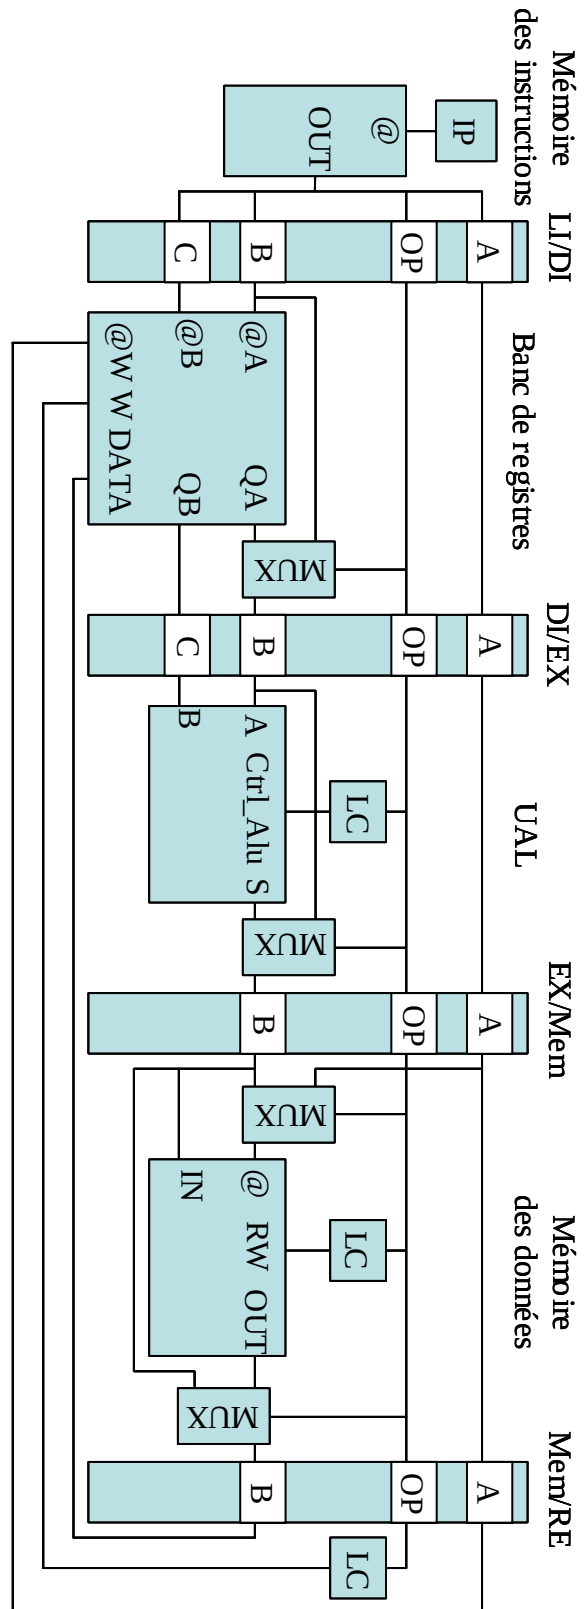 Mémoire
des instructions
LI/DI
Banc de registres
DI/EX
UAL
EX/Mem
Mémoire
des données
Mem/RE
IP
@
OUT
A
OP
B
C
@A
@B
QA
QB
@W W DATA
MUX
A
OP
B
C
LC
A Ctrl_Alu S
B
MUX
A
OP
B
MUX
LC
@ RW OUT
IN
MUX
A
OP
B
LC